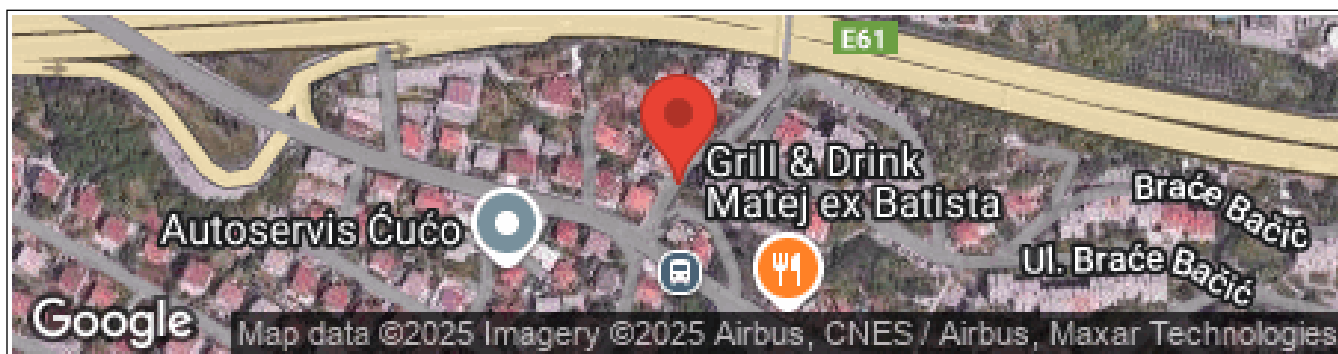 E61
Grill & Drink
Matej ex Batista
Braće Bačić
Autoservis Ćućo
Ul. Braće Bačić
Google
Map data ©2025 Imagery ©2025 Airbus, CNES / Airbus, Maxar Technologies